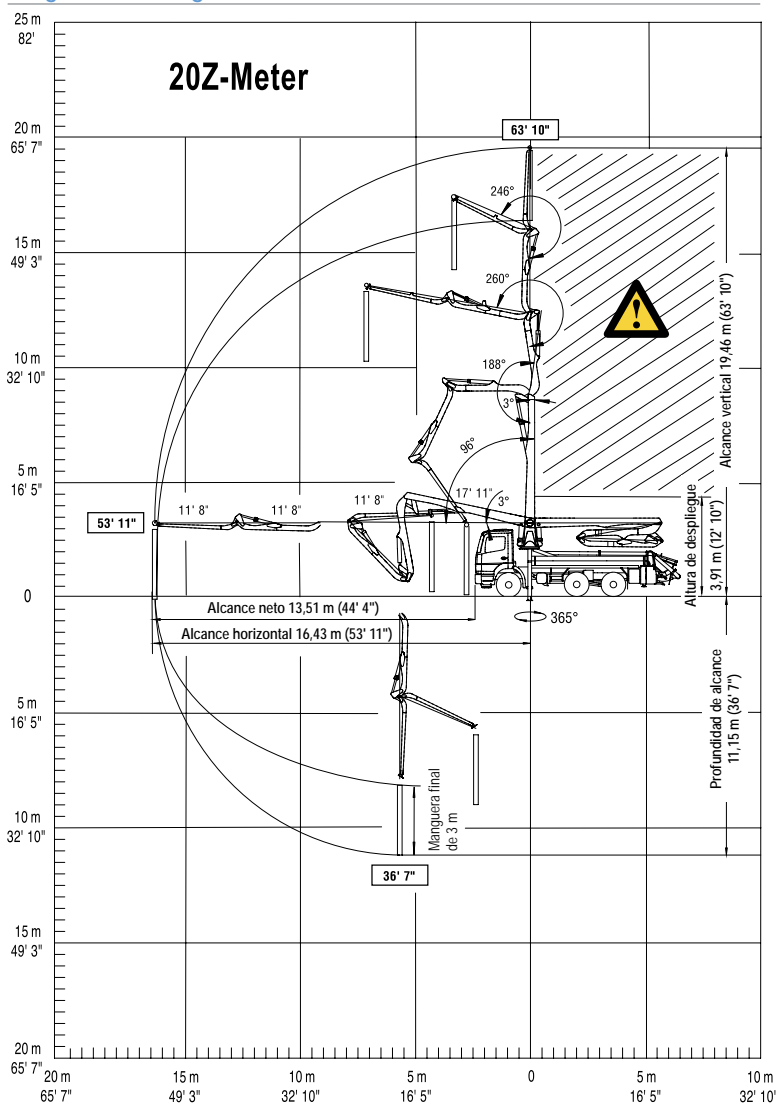 25 m
82'
20Z-Meter
20 m
65' 7"
63' 10"
246°
15 m
49' 3"
260°
Alcance vertical 19,46 m (63' 10")
10 m
32' 10"
188°
3°
96°
5 m
16' 5"
11' 8"
11' 8"
11' 8"
17' 11"
3°
53' 11"
Altura de despliegue
3,91 m (12' 10")
0
Alcance neto 13,51 m (44' 4")
365°
Alcance horizontal 16,43 m (53' 11")
5 m
16' 5"
Profundidad de alcance
11,15 m (36' 7")
10 m
32' 10"
Manguera final
de 3 m
36' 7"
15 m
49' 3"
20 m
65' 7"
20 m 15 m 10 m 5 m 0 5 m 10 m
65' 7" 49' 3" 32' 10" 16' 5" 16' 5" 32' 10"